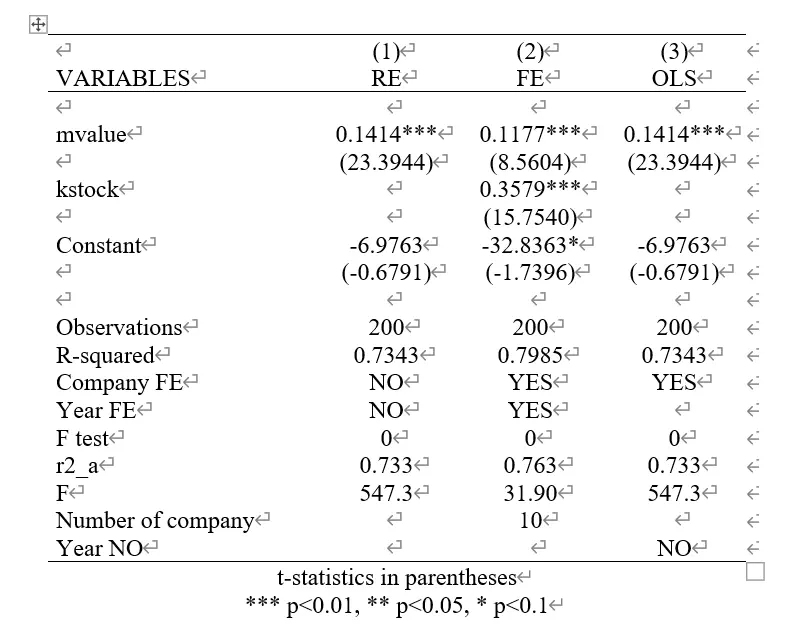 (1) (2) (3)
VARIABLES RE FE OLS
mvalue 0.1414*** 0.1177*** 0.1414***
(23.3944) (8.5604) (23.3944)
kstock 0.3579***
(15.7540)
Constant -6.9763 -32.8363* -6.9763
(-0.6791) (-1.7396) (-0.6791)
Observations 200 200 200
R-squared 0.7343 0.7985 0.7343
Company FE NO YES YES
Year FE NO YES
F test 0 0 0
r2_a 0.733 0.763 0.733
F 547.3 31.90 547.3
Number of company 10
Year NO NO
t-statistics in parentheses
*** p<0.01, ** p<0.05, * p<0.1